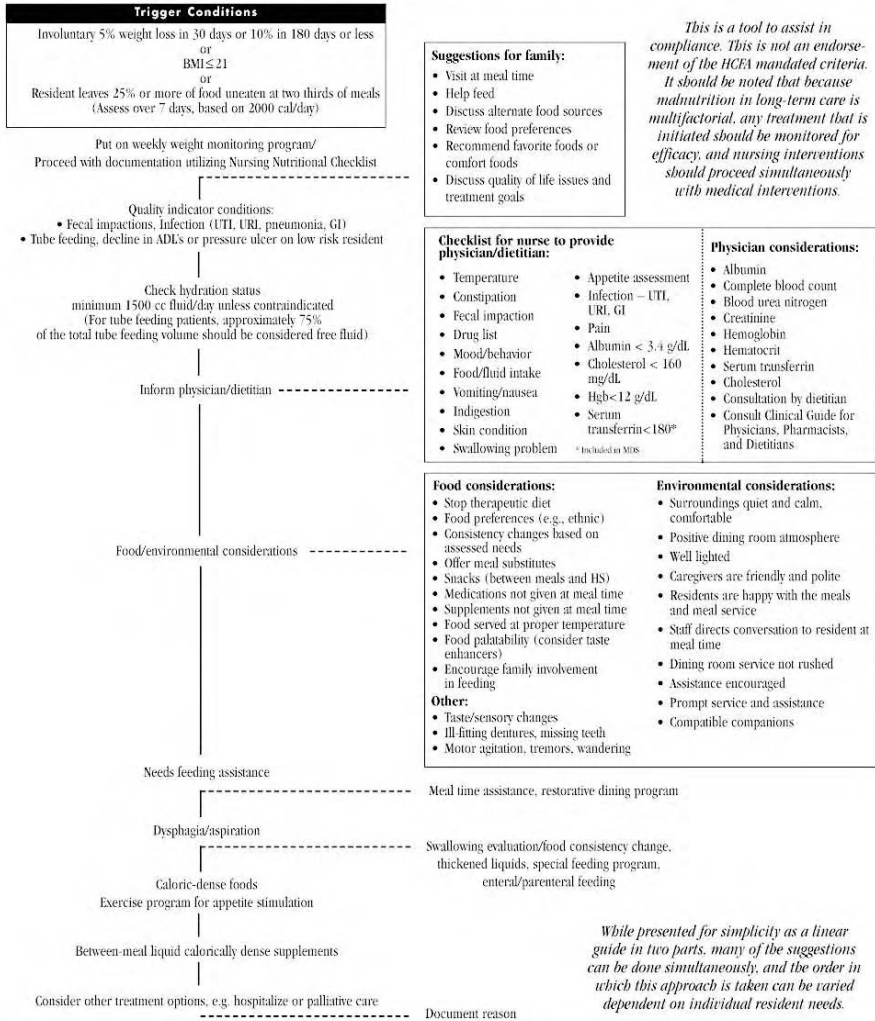 Trigger Conditions
Involuntary 5% weight loss in 30 days or 10% in 180 days or less
or
BMI≤21
or
Resident leaves 25% or more of food uneaten at two thirds of meals
(Assess over 7 days, based on 2000 cal/day)
Put on weekly weight monitoring program/
Proceed with documentation utilizing Nursing Nutritional Checklist
Suggestions for family:
• Visit at meal time
• Help feed
• Discuss alternate food sources
• Review food preferences
• Recommend favorite foods or
comfort foods
• Discuss quality of life issues and
treatment goals
This is a tool to assist in
compliance. This is not an endorse-
ment of the HCFA mandated criteria.
It should be noted that because
malnutrition in long-term care is
multifactorial, any treatment that is
initiated should be monitored for
efficacy, and nursing interventions
should proceed simultaneously
with medical interventions.
Quality indicator conditions:
• Fecal impactions, Infection (UTI, URI, pneumonia, GI)
• Tube feeding, decline in ADL's or pressure ulcer on low risk resident
Check hydration status
minimum 1500 cc fluid/day unless contraindicated
(For tube feeding patients, approximately 75%
of the total tube feeding volume should be considered free fluid)
Inform physician/dietitian
Checklist for nurse to provide
physician/dietitian:
• Temperature
• Constipation
• Fecal impaction
• Drug list
• Mood/behavior
• Food/fluid intake
• Vomiting/nausea
• Indigestion
• Skin condition
• Swallowing problem
• Appetite assessment
• Infection – UTI,
URI, GI
• Pain
• Albumin < 3.4 g/dL
• Cholesterol < 160
mg/dL
• Hgb<12 g/dL
• Serum
transferrin<180*
* Included in MDS
Physician considerations:
• Albumin
• Complete blood count
• Blood urea nitrogen
• Creatinine
• Hemoglobin
• Hematocrit
• Serum transferrin
• Cholesterol
• Consultation by dietitian
• Consult Clinical Guide for
Physicians, Pharmacists,
and Dietitians
Food/environmental considerations
Food considerations:
• Stop therapeutic diet
• Food preferences (e.g., ethnic)
• Consistency changes based on
assessed needs
• Offer meal substitutes
• Snacks (between meals and HS)
• Medications not given at meal time
• Supplements not given at meal time
• Food served at proper temperature
• Food palatability (consider taste
enhancers)
• Encourage family involvement
in feeding
Other:
• Taste/sensory changes
• Ill-fitting dentures, missing teeth
• Motor agitation, tremors, wandering
Environmental considerations:
• Surroundings quiet and calm,
comfortable
• Positive dining room atmosphere
• Well lighted
• Caregivers are friendly and polite
• Residents are happy with the meals
and meal service
• Staff directs conversation to resident at
meal time
• Dining room service not rushed
• Assistance encouraged
• Prompt service and assistance
• Compatible companions
Needs feeding assistance
Meal time assistance, restorative dining program
Dysphagia/aspiration
Swallowing evaluation/food consistency change,
thickened liquids, special feeding program,
enteral/parenteral feeding
Caloric-dense foods
Exercise program for appetite stimulation
Between-meal liquid calorically dense supplements
Consider other treatment options, e.g. hospitalize or palliative care
Document reason
While presented for simplicity as a linear
guide in two parts, many of the suggestions
can be done simultaneously, and the order in
which this approach is taken can be varied
dependent on individual resident needs.